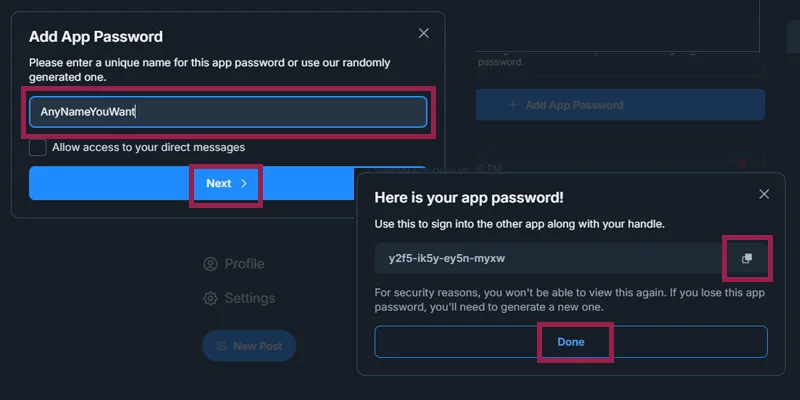 Add App Password
Please enter a unique name for this app password or use our randomly
generated one.
AnyNameYouWant
Allow access to your direct messages
Next
password.
+ Add App Password
PM
Here is your app password!
Use this to sign into the other app along with your handle.
y2f5-ik5y-ey5n-myxw
For security reasons, you won't be able to view this again. If you lose this app
password, you'll need to generate a new one.
Done
Profile
Settings
New Post